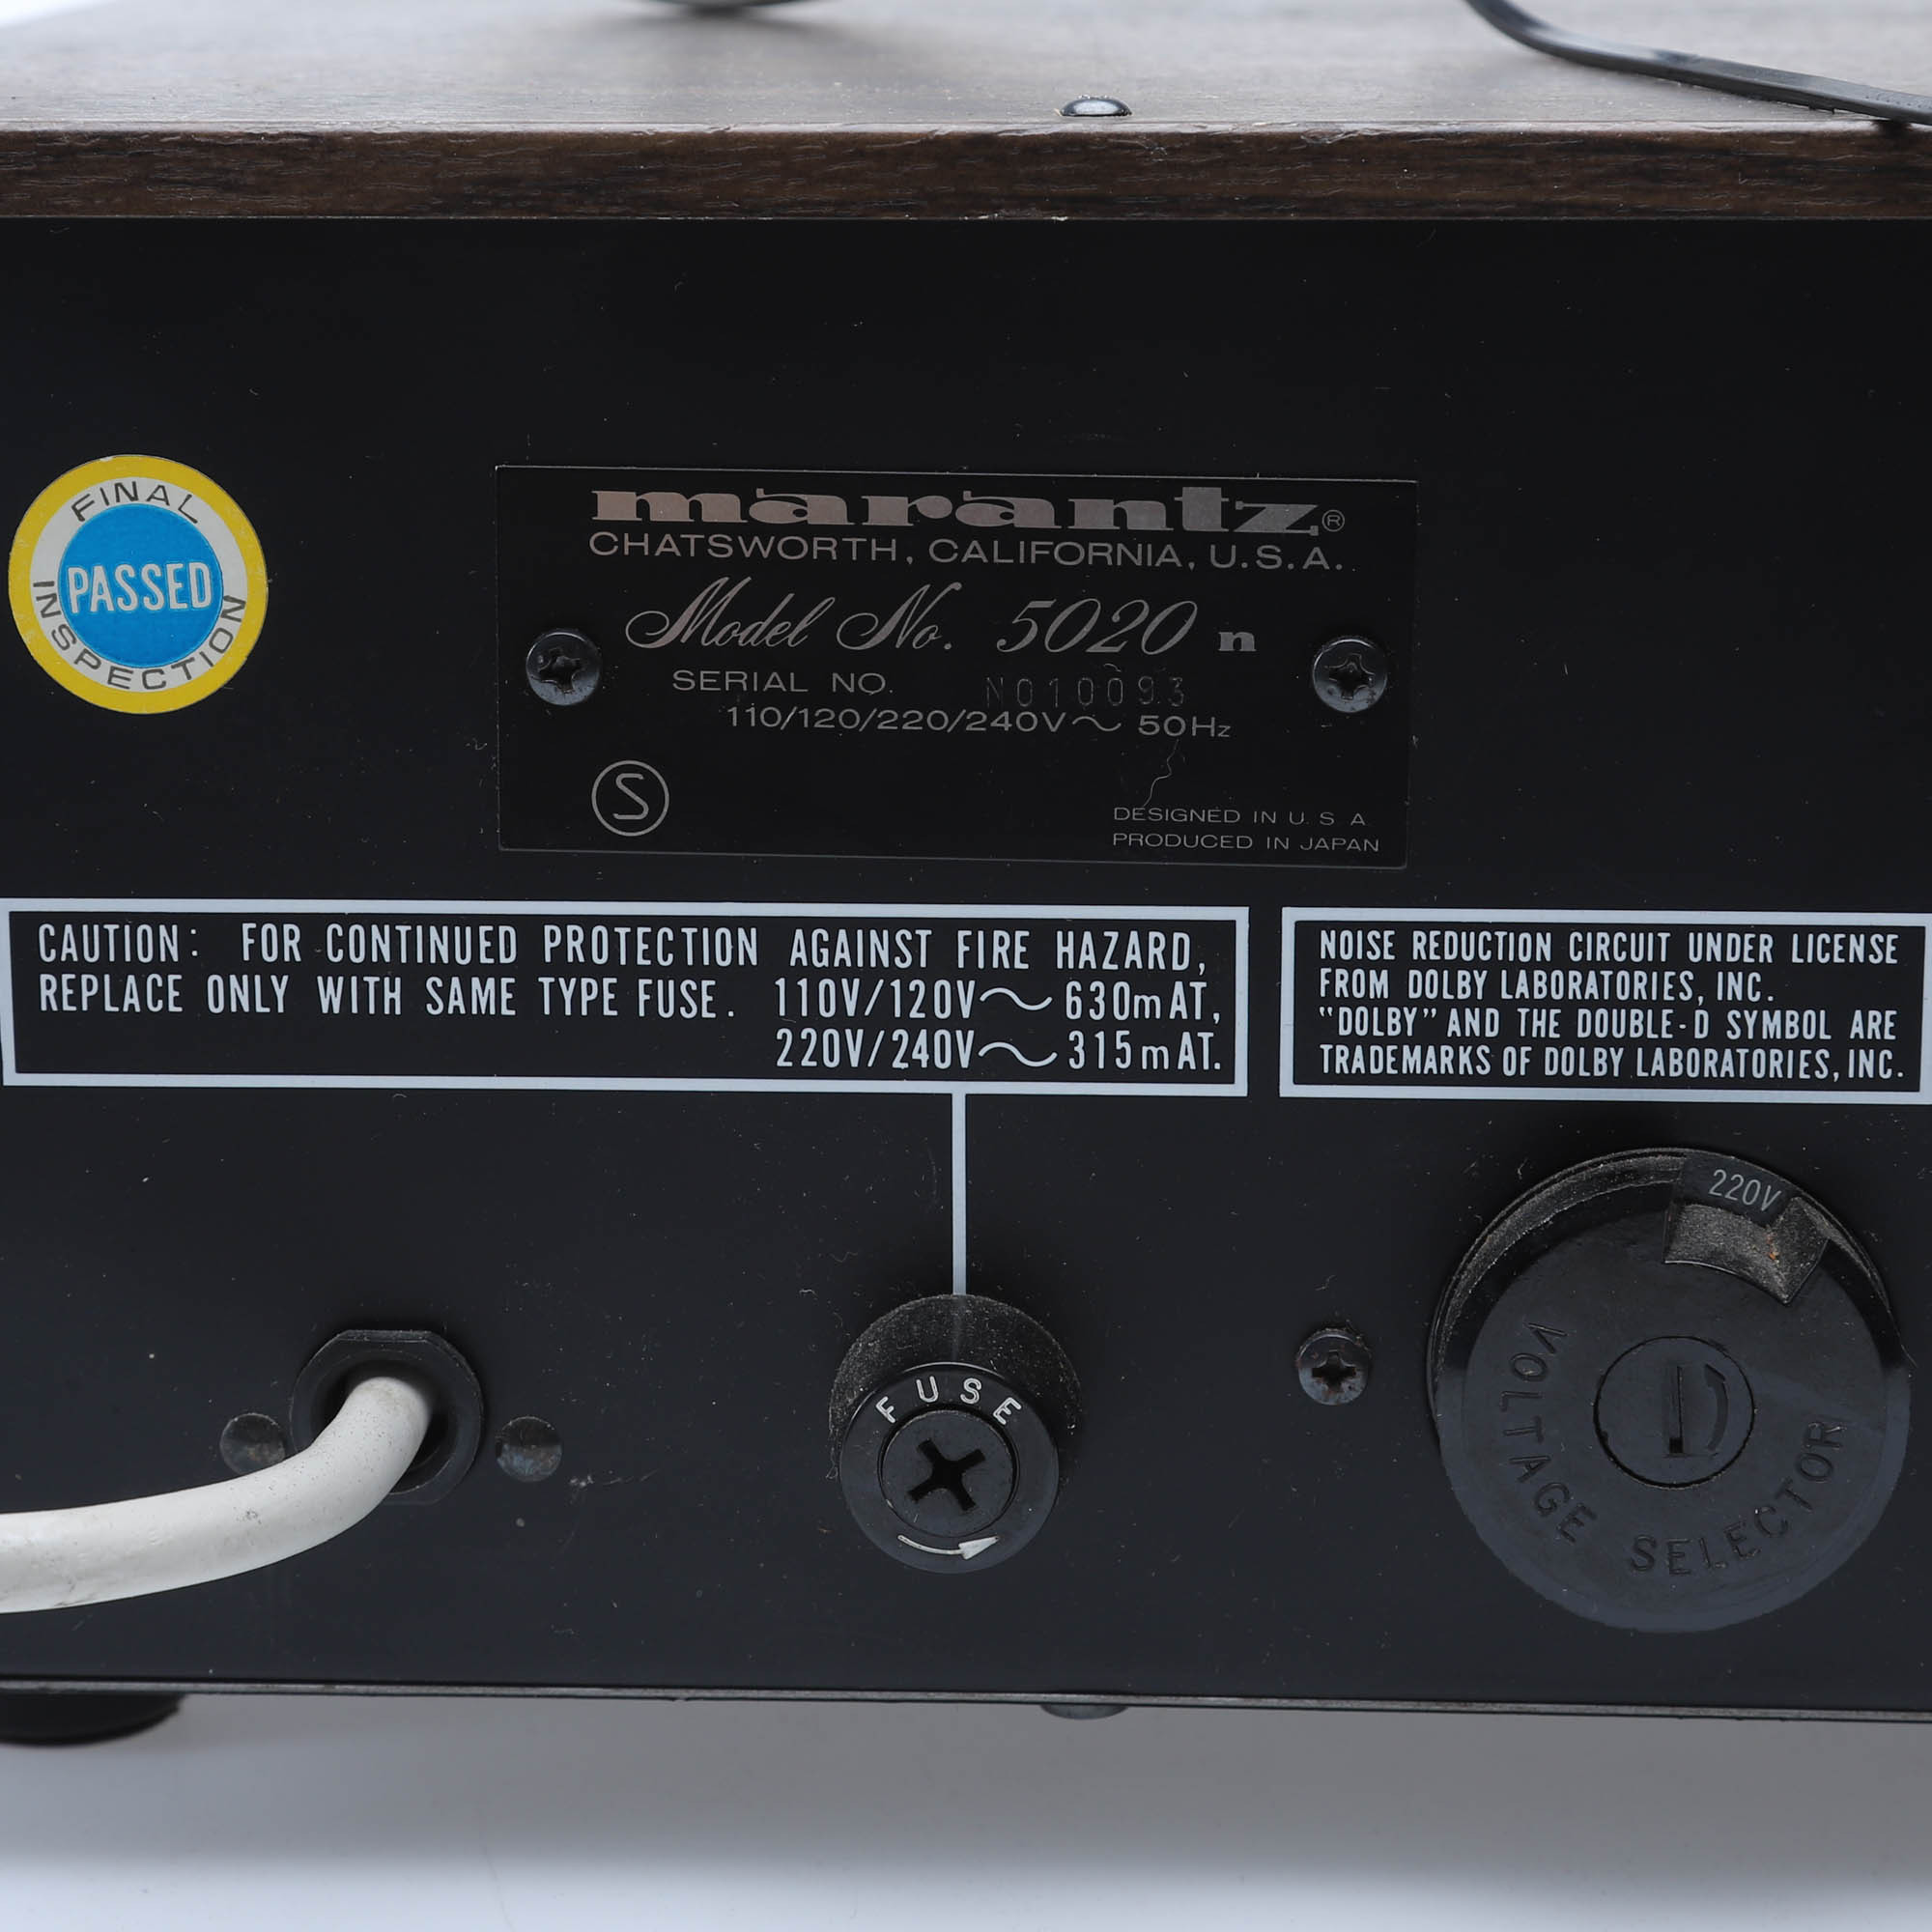 FINAL
PASSED
INSPECTION
marantz®
CHATSWORTH, CALIFORNIA, U.S.A.
Model No. 5020 n
SERIAL NO. N010093
110/120/220/240V~ 50Hz
S
DESIGNED IN U.S.A
PRODUCED IN JAPAN
CAUTION: FOR CONTINUED PROTECTION AGAINST FIRE HAZARD,
REPLACE ONLY WITH SAME TYPE FUSE. 110V/120V~630mAT,
220V/240V~315mAT.
NOISE REDUCTION CIRCUIT UNDER LICENSE
FROM DOLBY LABORATORIES, INC.
"DOLBY" AND THE DOUBLE-D SYMBOL ARE
TRADEMARKS OF DOLBY LABORATORIES, INC.
220V
FUSE
VOLTAGE SELECTOR